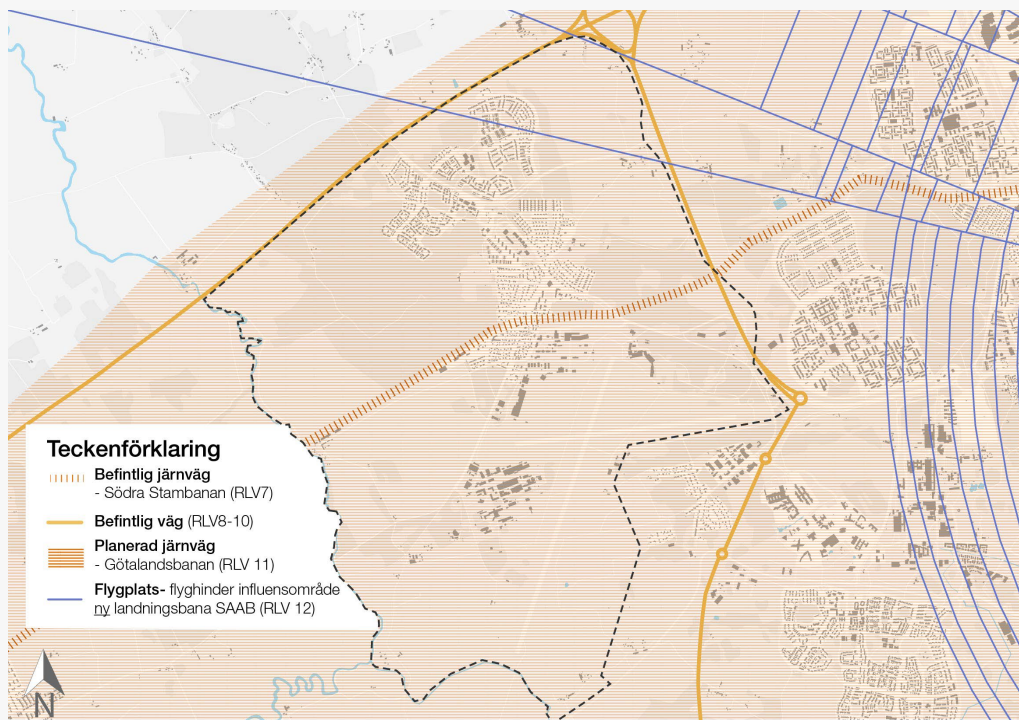 Teckenförklaring
Befintlig järnväg
- Södra Stambanan (RLV7)
Befintlig väg (RLV8-10)
Planerad järnväg
- Götalandsbanan (RLV 11)
Flygplats- flyghinder influensområde
ny landningsbana SAAB (RLV 12)
N